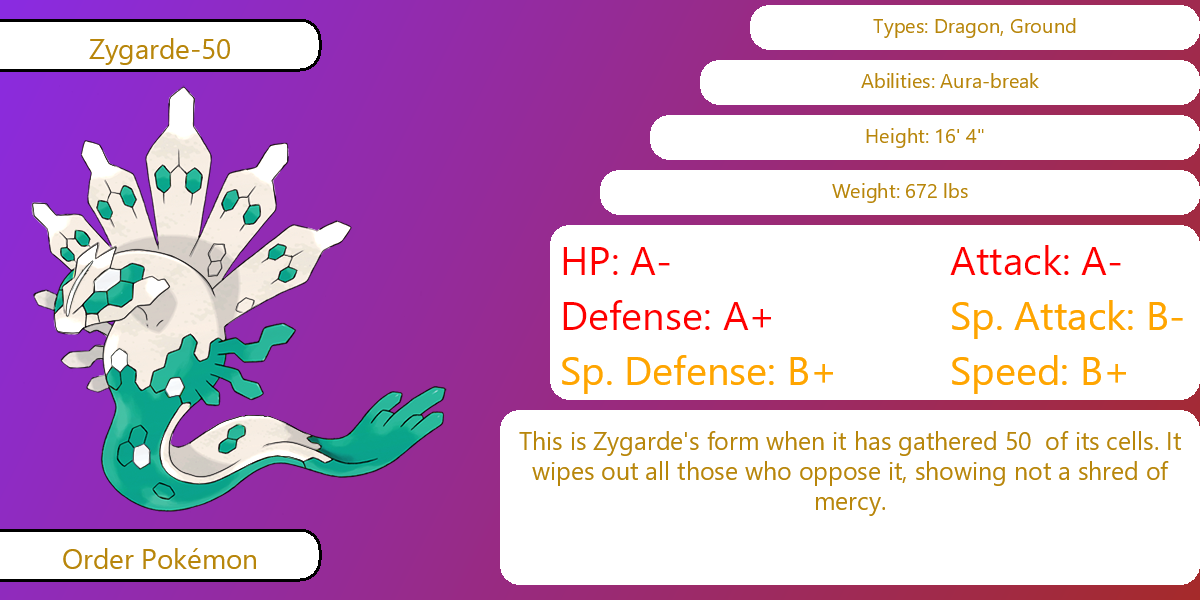 Zygarde-50
Types: Dragon, Ground
Abilities: Aura-break
Height: 16' 4"
Weight: 672 lbs
HP: A-
Attack: A-
Defense: A+
Sp. Attack: B-
Sp. Defense: B+
Speed: B+
This is Zygarde's form when it has gathered 50  of its cells. It
wipes out all those who oppose it, showing not a shred of
mercy.
Order Pokémon